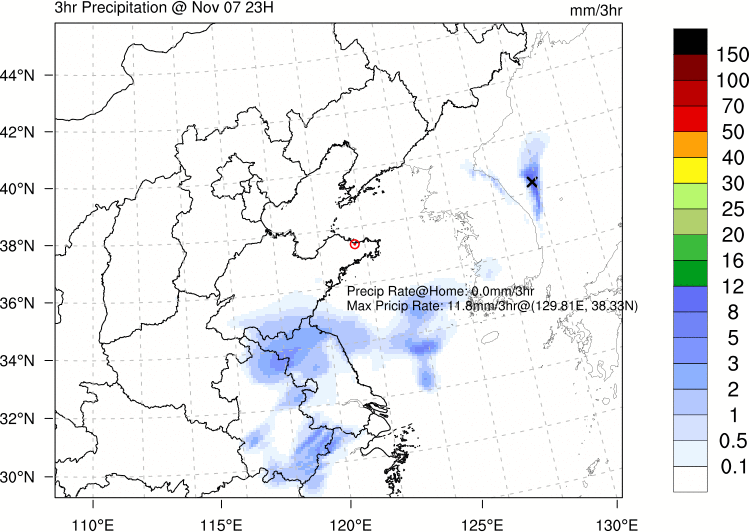 3hr Precipitation @ Nov 07 23H
mm/3hr
44°N
42°N
40°N
38°N
36°N
34°N
32°N
30°N
Precip Rate@Home: 0.0mm/3hr
Max Pricip Rate: 11.8mm/3hr@(129.81E, 38.33N)
110°E
115°E
120°E
125°E
130°E
150
100
70
50
40
30
25
20
16
12
8
5
3
2
1
0.5
0.1